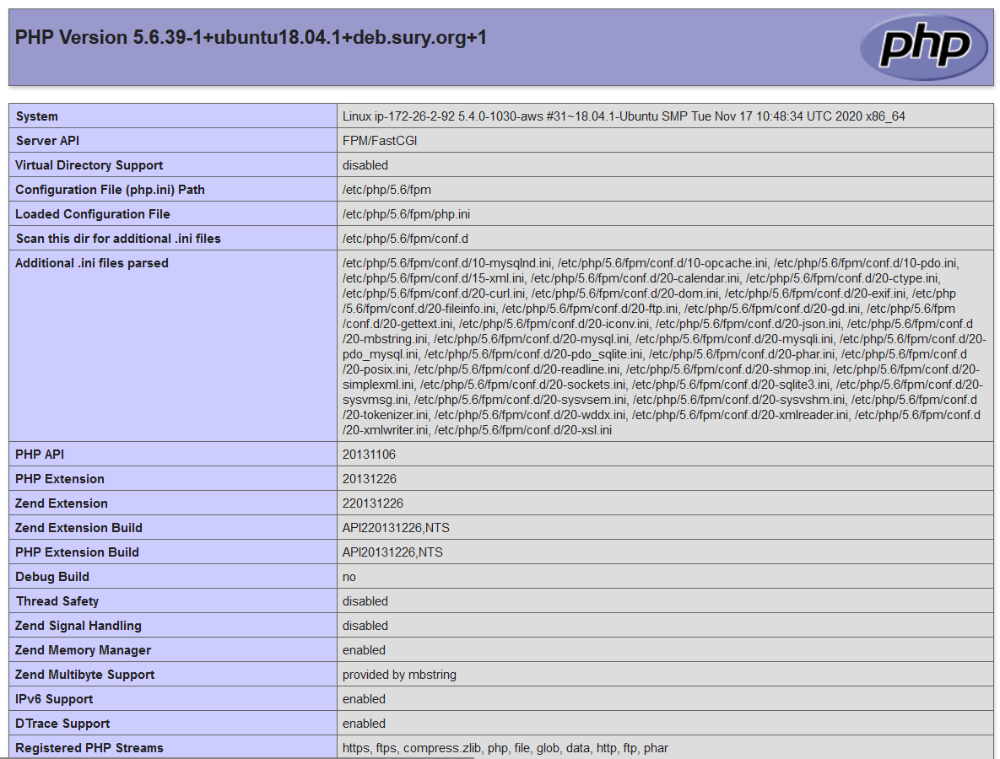 PHP Version 5.6.39-1+ubuntu18.04.1+deb.sury.org+1
php
System
Linux ip-172-26-2-92 5.4.0-1030-aws #31~18.04.1-Ubuntu SMP Tue Nov 17 10:48:34 UTC 2020 x86_64
Server API
FPM/FastCGI
Virtual Directory Support
disabled
Configuration File (php.ini) Path
/etc/php/5.6/fpm
Loaded Configuration File
/etc/php/5.6/fpm/php.ini
Scan this dir for additional .ini files
/etc/php/5.6/fpm/conf.d
Additional .ini files parsed
/etc/php/5.6/fpm/conf.d/10-mysqlnd.ini, /etc/php/5.6/fpm/conf.d/10-opcache.ini, /etc/php/5.6/fpm/conf.d/10-pdo.ini,
/etc/php/5.6/fpm/conf.d/15-xml.ini, /etc/php/5.6/fpm/conf.d/20-calendar.ini, /etc/php/5.6/fpm/conf.d/20-ctype.ini,
/etc/php/5.6/fpm/conf.d/20-curl.ini, /etc/php/5.6/fpm/conf.d/20-dom.ini, /etc/php/5.6/fpm/conf.d/20-exif.ini, /etc/php
/5.6/fpm/conf.d/20-fileinfo.ini, /etc/php/5.6/fpm/conf.d/20-ftp.ini, /etc/php/5.6/fpm/conf.d/20-gd.ini, /etc/php/5.6/fpm
/conf.d/20-gettext.ini, /etc/php/5.6/fpm/conf.d/20-iconv.ini, /etc/php/5.6/fpm/conf.d/20-json.ini, /etc/php/5.6/fpm/conf.d
/20-mbstring.ini, /etc/php/5.6/fpm/conf.d/20-mysql.ini, /etc/php/5.6/fpm/conf.d/20-mysqli.ini, /etc/php/5.6/fpm/conf.d/20-
pdo_mysql.ini, /etc/php/5.6/fpm/conf.d/20-pdo_sqlite.ini, /etc/php/5.6/fpm/conf.d/20-phar.ini, /etc/php/5.6/fpm/conf.d
/20-posix.ini, /etc/php/5.6/fpm/conf.d/20-readline.ini, /etc/php/5.6/fpm/conf.d/20-shmop.ini, /etc/php/5.6/fpm/conf.d/20-
simplexml.ini, /etc/php/5.6/fpm/conf.d/20-sockets.ini, /etc/php/5.6/fpm/conf.d/20-sqlite3.ini, /etc/php/5.6/fpm/conf.d/20-
sysvmsg.ini, /etc/php/5.6/fpm/conf.d/20-sysvsem.ini, /etc/php/5.6/fpm/conf.d/20-sysvshm.ini, /etc/php/5.6/fpm/conf.d
/20-tokenizer.ini, /etc/php/5.6/fpm/conf.d/20-wddx.ini, /etc/php/5.6/fpm/conf.d/20-xmlreader.ini, /etc/php/5.6/fpm/conf.d
/20-xmlwriter.ini, /etc/php/5.6/fpm/conf.d/20-xsl.ini
PHP API
20131106
PHP Extension
20131226
Zend Extension
220131226
Zend Extension Build
API220131226,NTS
PHP Extension Build
API20131226,NTS
Debug Build
no
Thread Safety
disabled
Zend Signal Handling
disabled
Zend Memory Manager
enabled
Zend Multibyte Support
provided by mbstring
IPv6 Support
enabled
DTrace Support
enabled
Registered PHP Streams
https, ftps, compress.zlib, php, file, glob, data, http, ftp, phar